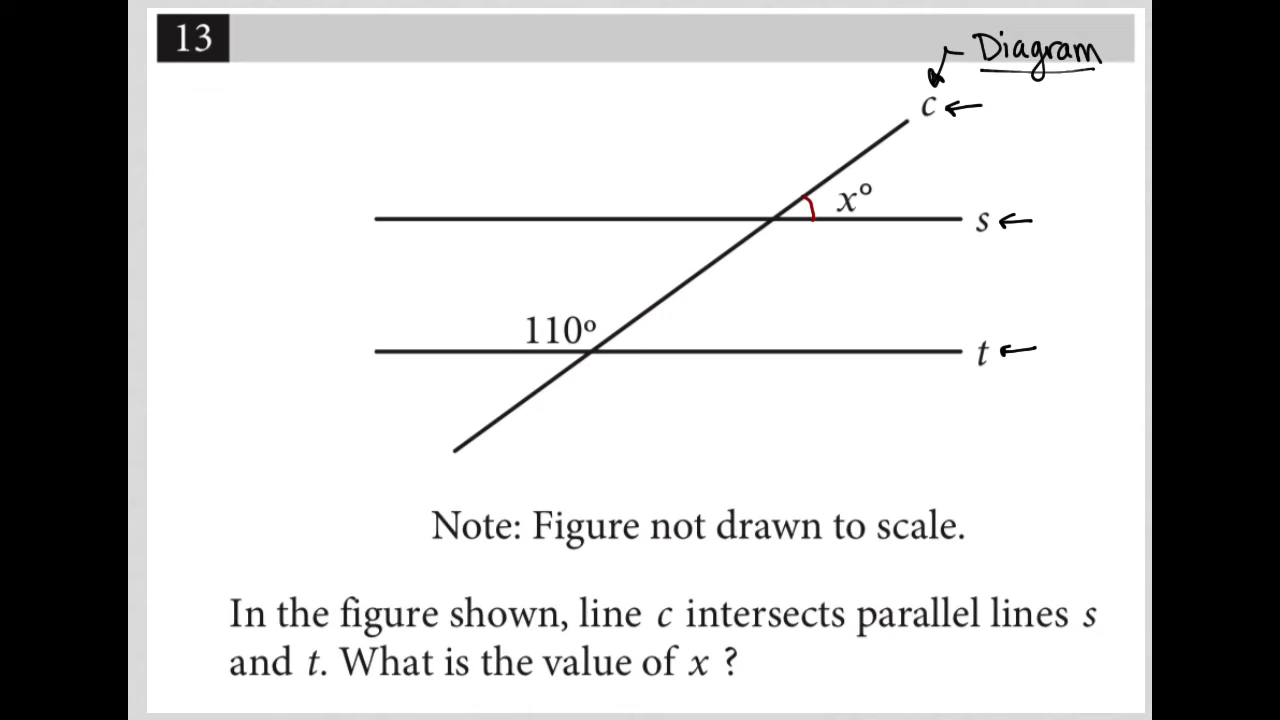 13
Diagram
c
x°
s
110°
t
Note: Figure not drawn to scale.
In the figure shown, line c intersects parallel lines s
and t. What is the value of x ?